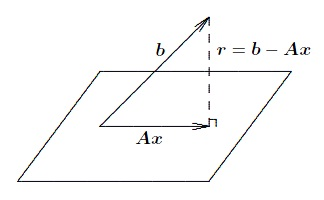 b
r = b − Ax
Ax